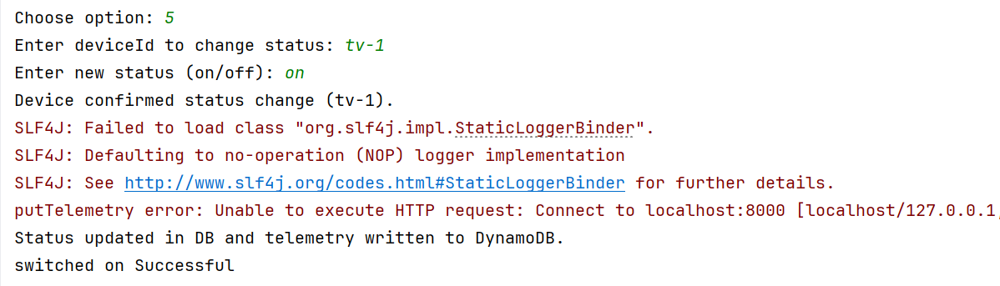 Choose option: 5
Enter deviceId to change status: tv-1
Enter new status (on/off): on
Device confirmed status change (tv-1).
SLF4J: Failed to load class "org.slf4j.impl.StaticLoggerBinder".
SLF4J: Defaulting to no-operation (NOP) logger implementation
SLF4J: See http://www.slf4j.org/codes.html#StaticLoggerBinder for further details.
putTelemetry error: Unable to execute HTTP request: Connect to localhost:8000 [localhost/127.0.0.1,
Status updated in DB and telemetry written to DynamoDB.
switched on Successful